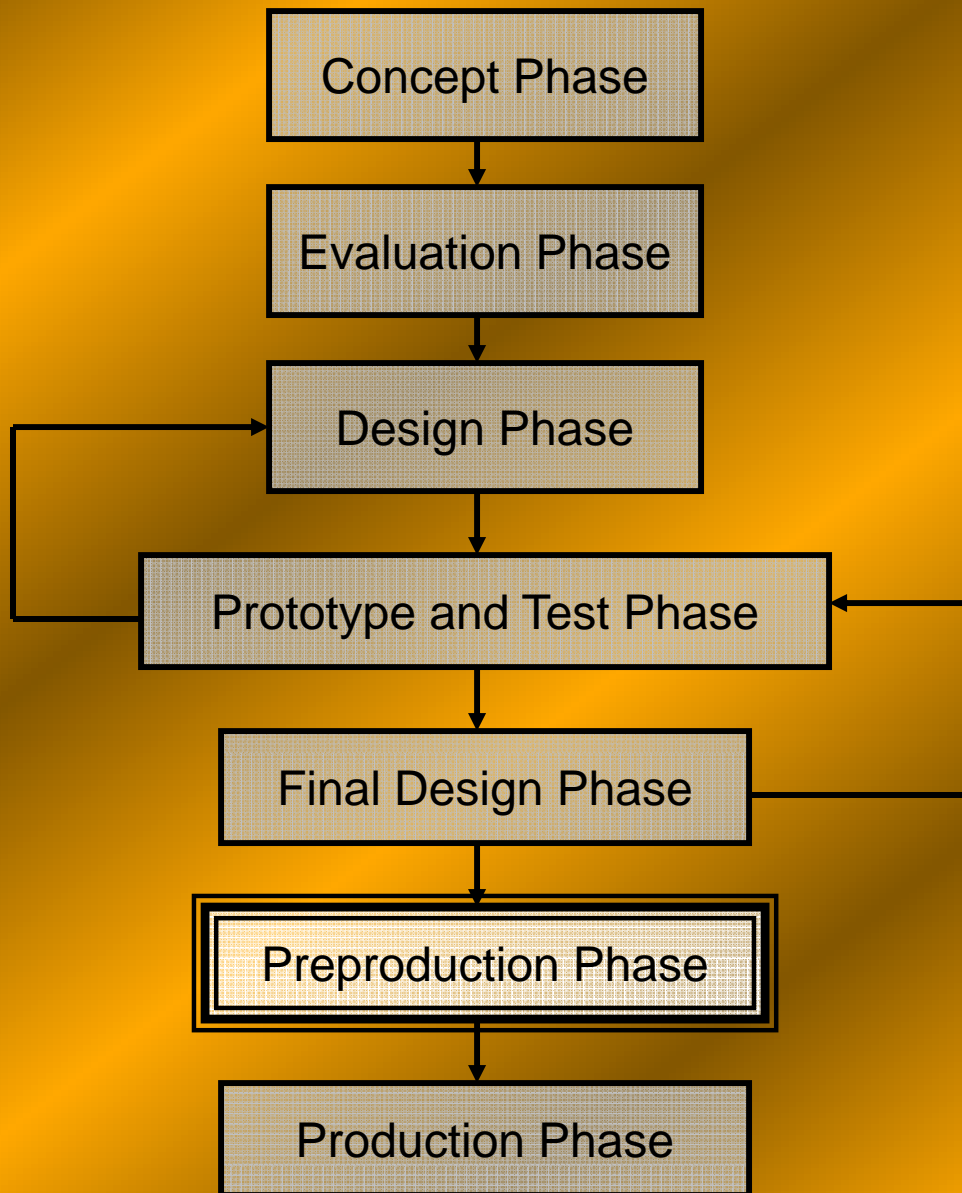 Concept Phase
Evaluation Phase
Design Phase
Prototype and Test Phase
Final Design Phase
Preproduction Phase
Production Phase